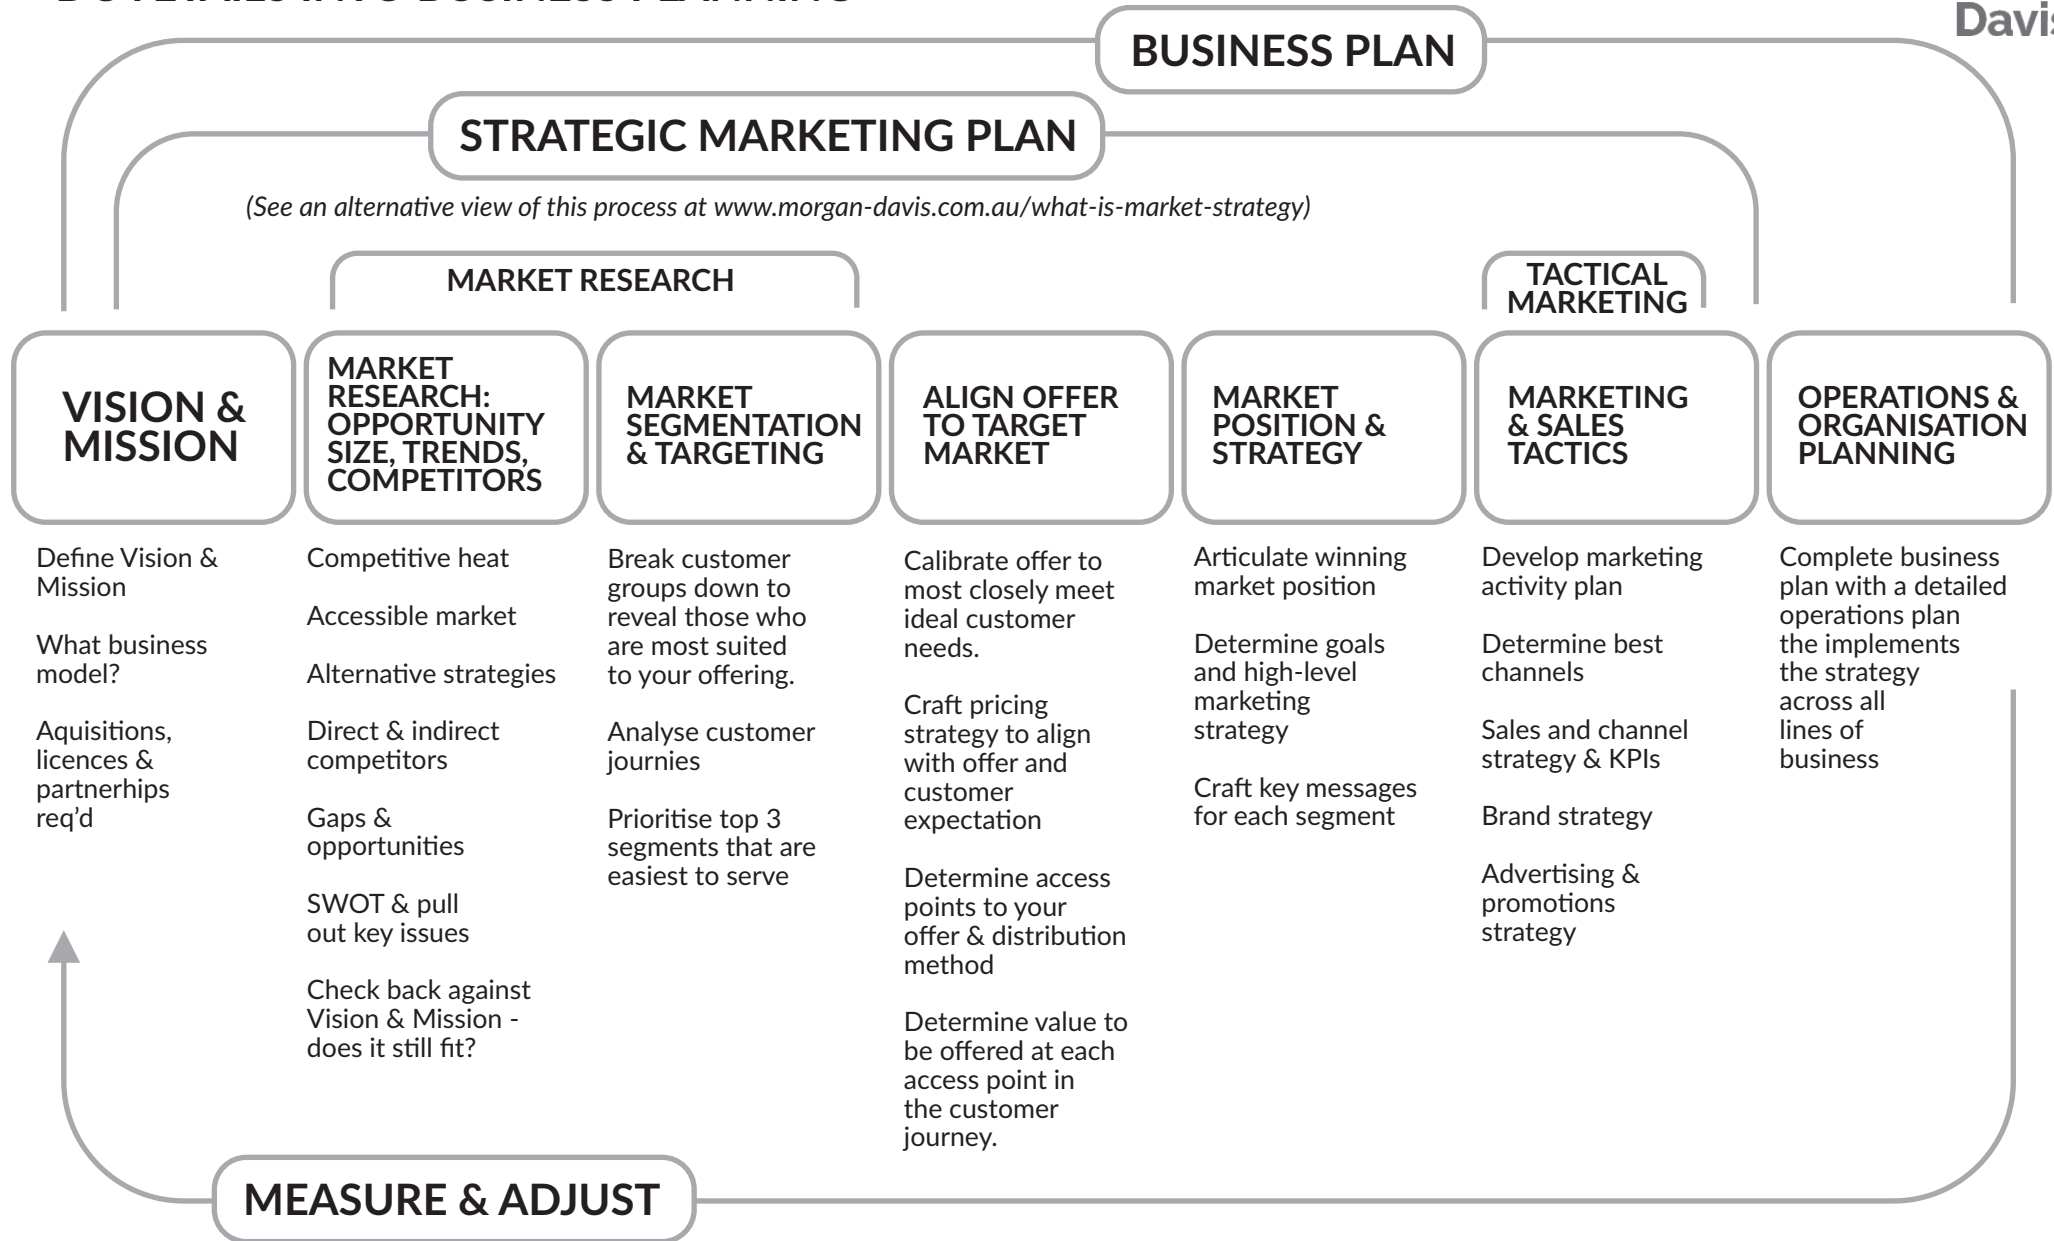 BUSINESS PLANNING
BUSINESS PLAN
STRATEGIC MARKETING PLAN
(See an alternative view of this process at www.morgan-davis.com.au/what-is-market-strategy)
MARKET RESEARCH
TACTICAL
MARKETING
VISION &
MISSION
MARKET
RESEARCH:
OPPORTUNITY
SIZE, TRENDS,
COMPETITORS
MARKET
SEGMENTATION
& TARGETING
ALIGN OFFER
TO TARGET
MARKET
MARKET
POSITION &
STRATEGY
MARKETING
& SALES
TACTICS
OPERATIONS &
ORGANISATION
PLANNING
Define Vision &
Mission
What business
model?
Aquisitions,
licences &
partnerhips
req’d
Competitive heat
Accessible market
Alternative strategies
Direct & indirect
competitors
Gaps &
opportunities
SWOT & pull
out key issues
Check back against
Vision & Mission -
does it still fit?
Break customer
groups down to
reveal those who
are most suited
to your offering.
Analyse customer
journies
Prioritise top 3
segments that are
easiest to serve
Calibrate offer to
most closely meet
ideal customer
needs.
Craft pricing
strategy to align
with offer and
customer
expectation
Determine access
points to your
offer & distribution
method
Determine value to
be offered at each
access point in
the customer
journey.
Articulate winning
market position
Determine goals
and high-level
marketing
strategy
Craft key messages
for each segment
Develop marketing
activity plan
Determine best
channels
Sales and channel
strategy & KPIs
Brand strategy
Advertising &
promotions
strategy
Complete business
plan with a detailed
operations plan
the implements
the strategy
across all
lines of
business
MEASURE & ADJUST